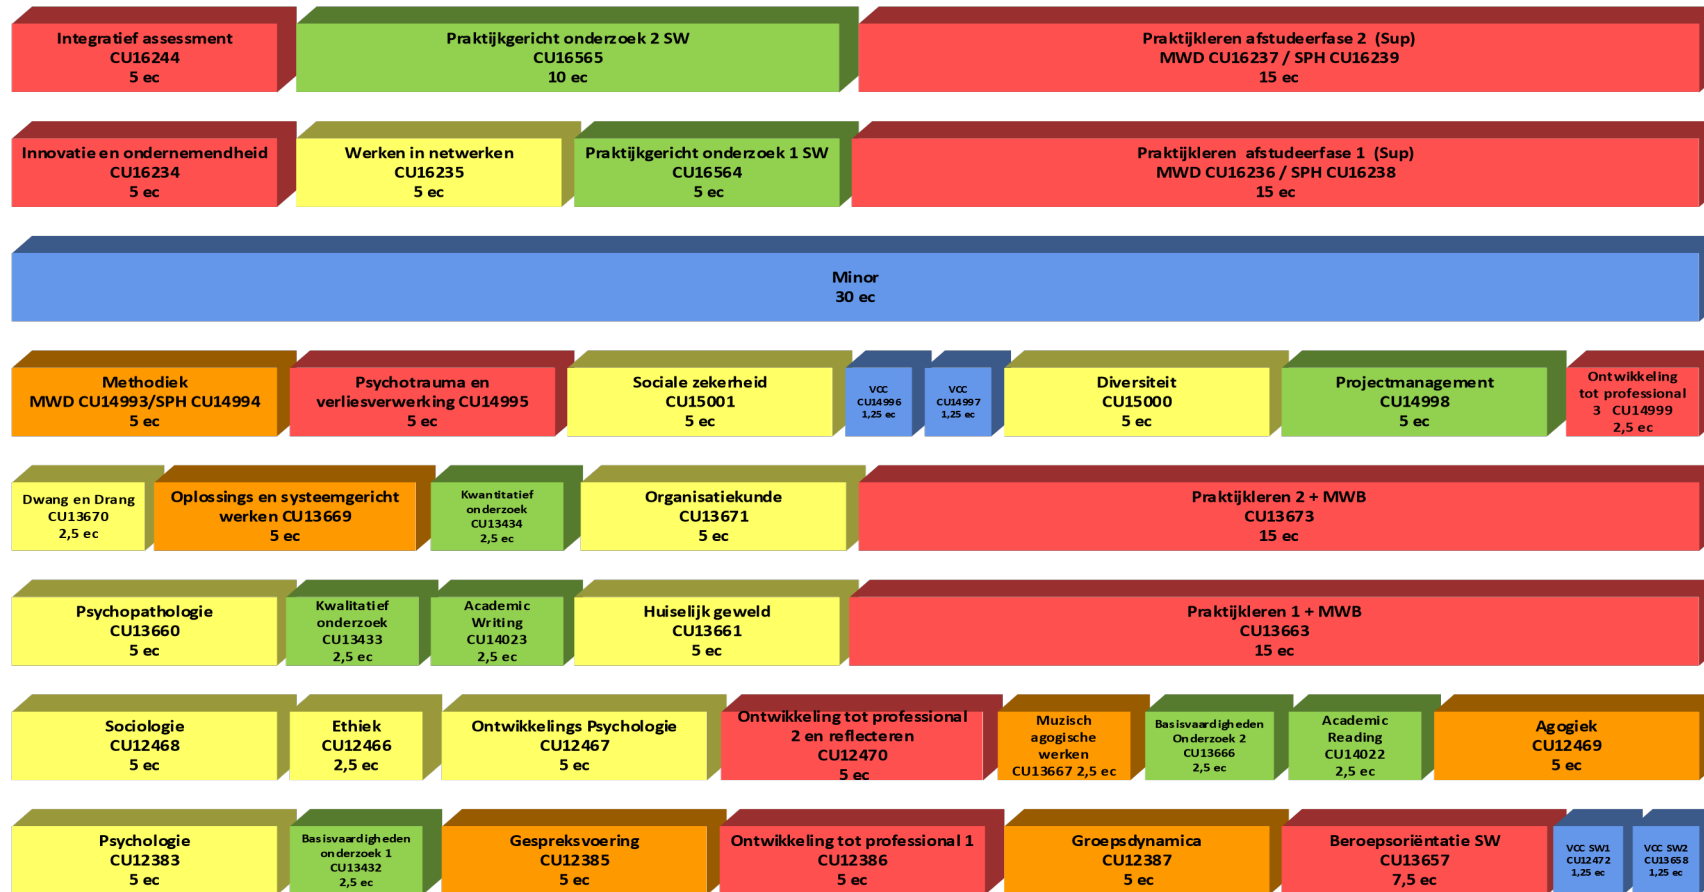 Integratief assessment
CU16244
5 ec
Praktijkgericht onderzoek 2 SW
CU16565
10 ec
Praktijkleren afstudeerfase 2 (Sup)
MWD CU16237 / SPH CU16239
15 ec
Innovatie en ondernemendheid
CU16234
5 ec
Werken in netwerken
CU16235
5 ec
Praktijkgericht onderzoek 1 SW
CU16564
5 ec
Praktijkleren afstudeerfase 1 (Sup)
MWD CU16236 / SPH CU16238
15 ec
Minor
30 ec
Methodiek
MWD CU14993/SPH CU14994
5 ec
Psychotrauma en
verliesverwerking CU14995
5 ec
Sociale zekerheid
CU15001
5 ec
VCC
CU14996
1,25 ec
VCC
CU14997
1,25 ec
Diversiteit
CU15000
5 ec
Projectmanagement
CU14998
5 ec
Ontwikkeling
tot professional
3 CU14999
2,5 ec
Dwang en Drang
CU13670
2,5 ec
Oplossings en systeemgericht
werken CU13669
5 ec
Kwantitatief
onderzoek
CU13434
2,5 ec
Organisatiekunde
CU13671
5 ec
Praktijkleren 2 + MWB
CU13673
15 ec
Psychopathologie
CU13660
5 ec
Kwalitatief
onderzoek
CU13433
2,5 ec
Academic
Writing
CU14023
2,5 ec
Huiselijk geweld
CU13661
5 ec
Praktijkleren 1 + MWB
CU13663
15 ec
Sociologie
CU12468
5 ec
Ethiek
CU12466
2,5 ec
Ontwikkelings Psychologie
CU12467
5 ec
Ontwikkeling tot professional
2 en reflecteren
CU12470
5 ec
Muzisch
agogische
werken
CU13667 2,5 ec
Basisvaardigheden
Onderzoek 2
CU13666
2,5 ec
Academic
Reading
CU14022
2,5 ec
Agogiek
CU12469
5 ec
Psychologie
CU12383
5 ec
Basisvaardigheden
onderzoek 1
CU13432
2,5 ec
Gespreksvoering
CU12385
5 ec
Ontwikkeling tot professional 1
CU12386
5 ec
Groepsdynamica
CU12387
5 ec
Beroepsoriëntatie SW
CU13657
7,5 ec
VCC SW1
CU12472
1,25 ec
VCC SW2
CU13658
1,25 ec